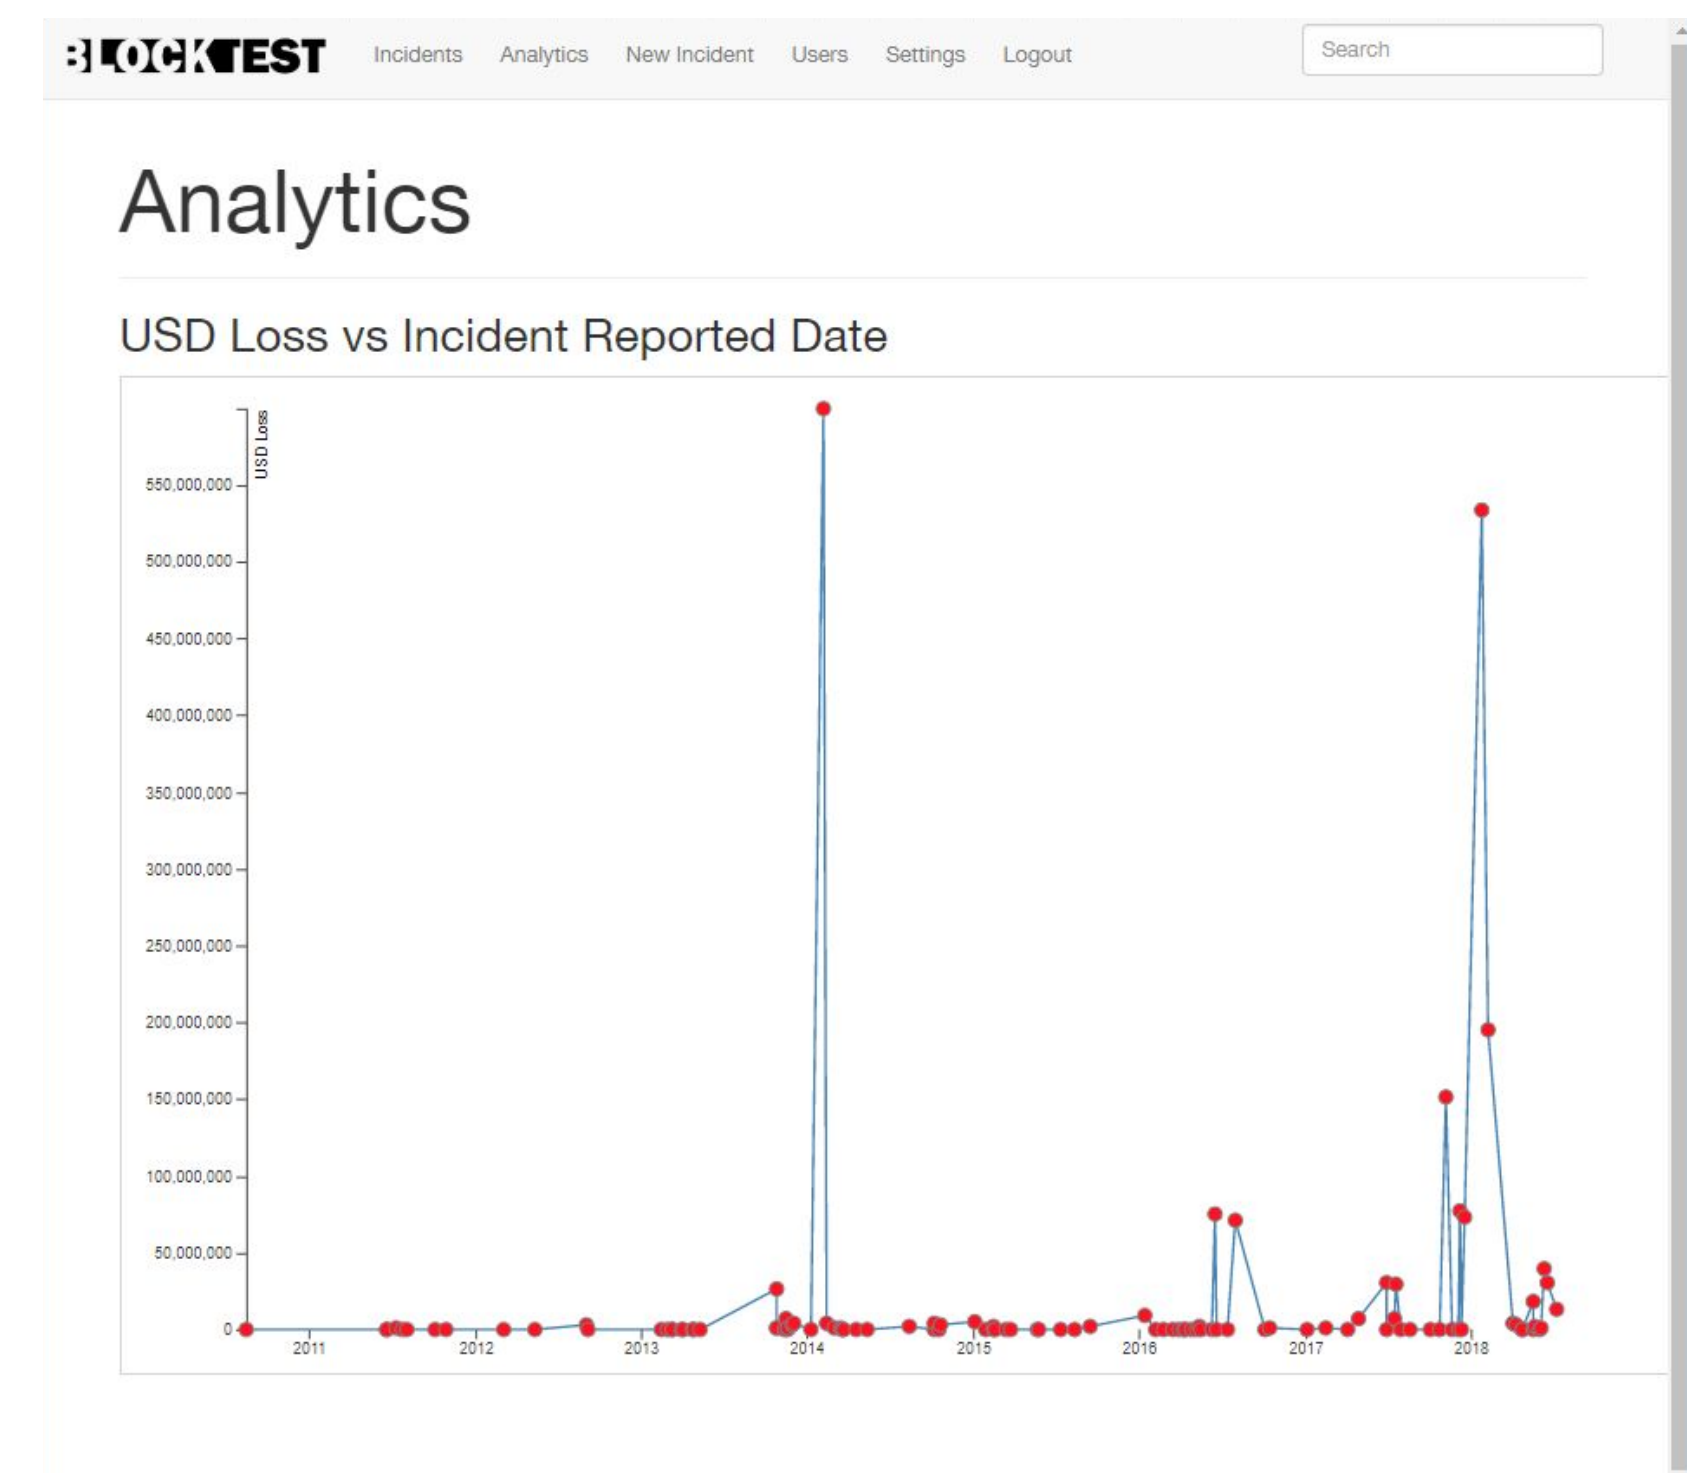 BLOCKTEST Incidents Analytics New Incident Users Settings Logout Search
Analytics
USD Loss vs Incident Reported Date
USD Loss
550,000,000
500,000,000
450,000,000
400,000,000
350,000,000
300,000,000
250,000,000
200,000,000
150,000,000
100,000,000
50,000,000
0
2011 2012 2013 2014 2015 2016 2017 2018